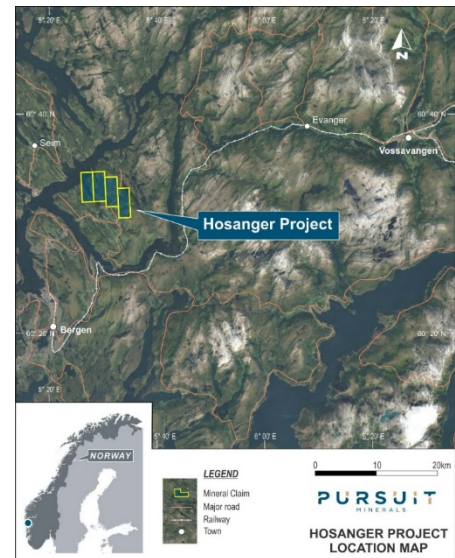 5° 20' E
5° 40' E
6° 00' E
6° 20' E
N
60° 40' N
60° 40' N
Evanger
Vossavangen
Seim
Hosanger Project
60° 20' N
Bergen
60° 20' N
5° 20' E
5° 40' E
6° 00' E
6° 20' E
NORWAY
LEGEND
Mineral Claim
Major road
Railway
Town
0 10 20km
PURSUIT
MINERALS
HOSANGER PROJECT
LOCATION MAP